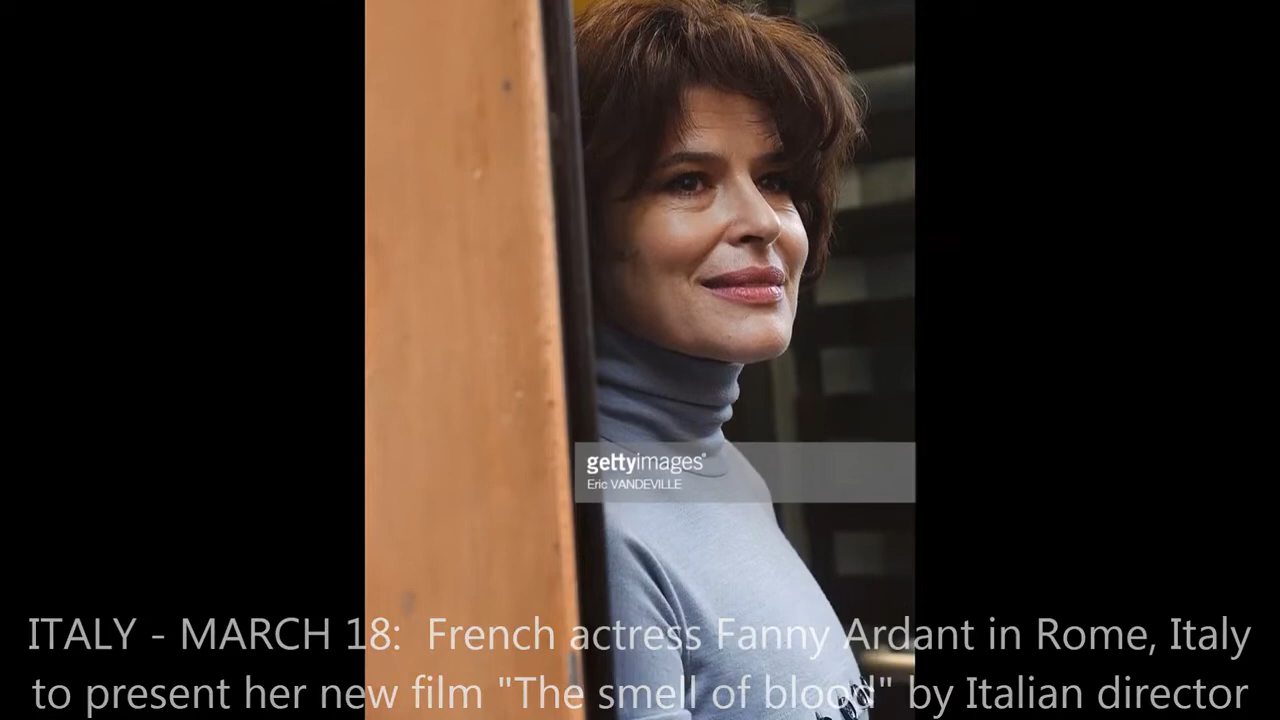 gettyimages
Eric VANDEVILLE
ITALY - MARCH 18: French actress Fanny Ardant in Rome, Italy
to present her new film "The smell of blood" by Italian director